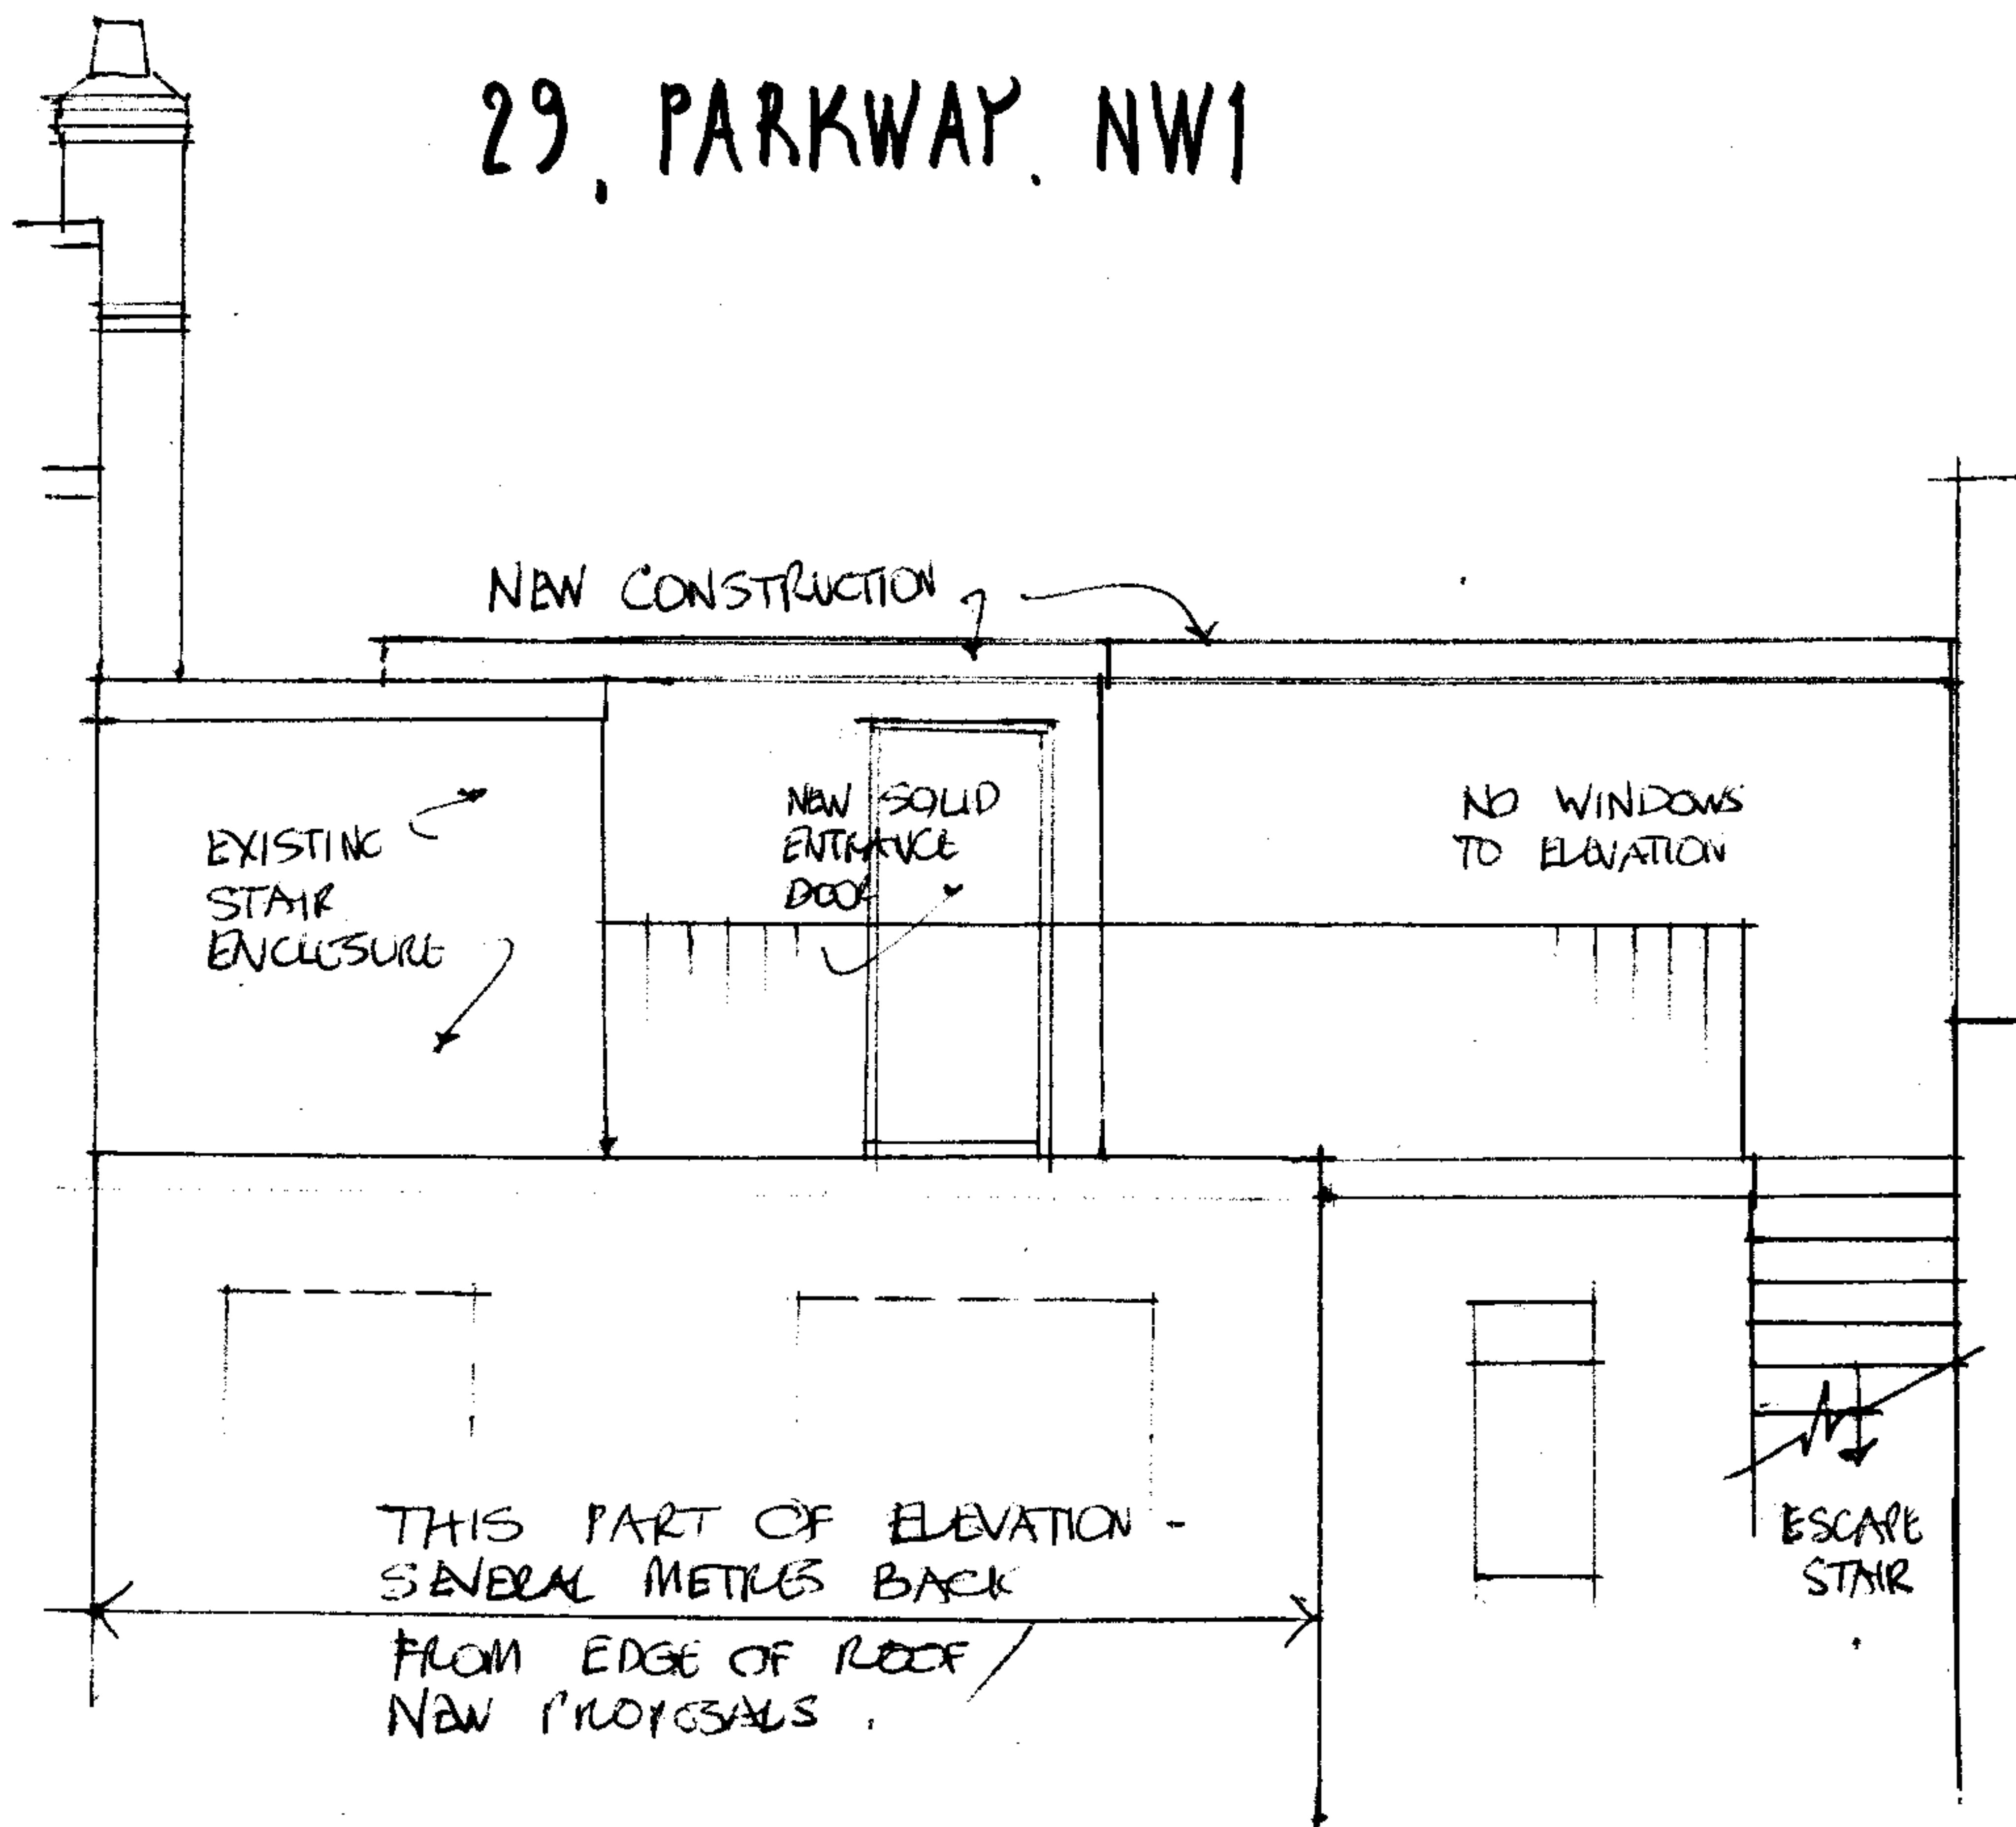 29, PARKWAY. NW1
NEW CONSTRUCTION
EXISTING
STAIR
ENCLOSURE
NEW SOLID
ENTRANCE
DOOR
NO WINDOWS
TO ELEVATION
THIS PART OF ELEVATION -
SEVERAL METRES BACK
FROM EDGE OF ROOF/
NEW PROPOSALS.
ESCAPE
STAIR